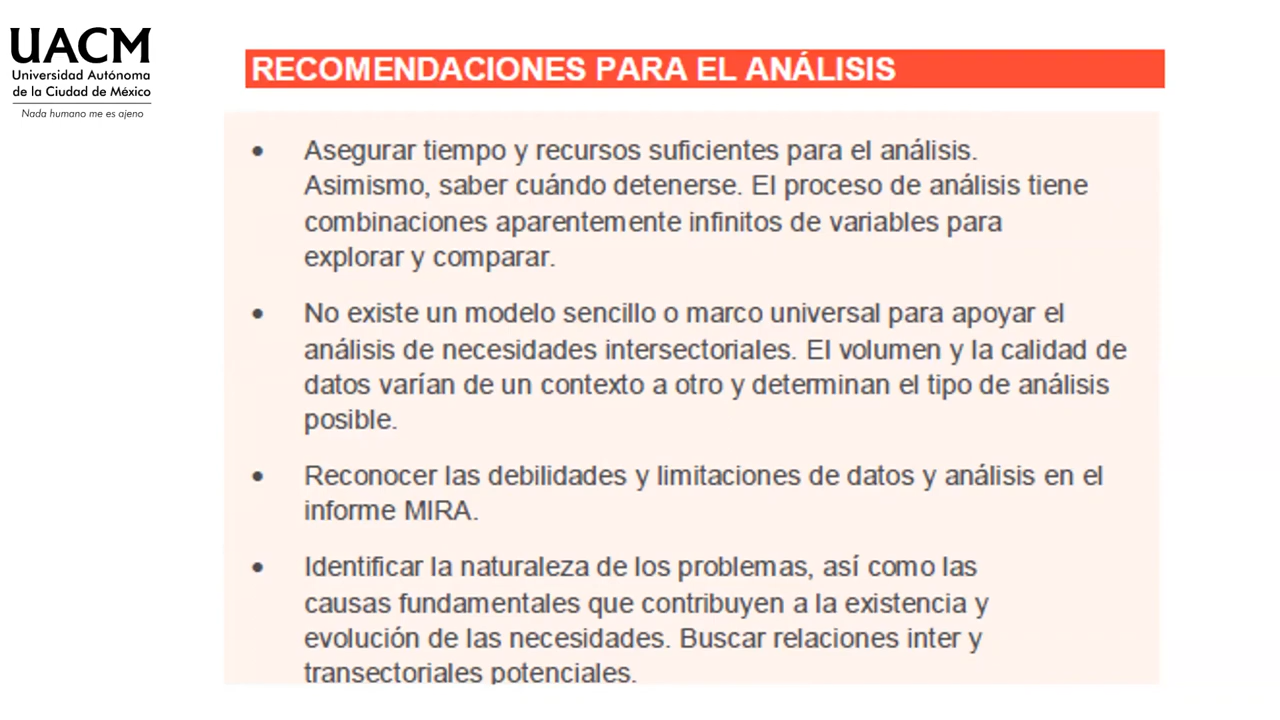 UACM
Universidad Autónoma
de la Ciudad de México
Nada humano me es ajeno
RECOMENDACIONES PARA EL ANÁLISIS
• Asegurar tiempo y recursos suficientes para el análisis.
Asimismo, saber cuándo detenerse. El proceso de análisis tiene
combinaciones aparentemente infinitos de variables para
explorar y comparar.
• No existe un modelo sencillo o marco universal para apoyar el
análisis de necesidades intersectoriales. El volumen y la calidad de
datos varían de un contexto a otro y determinan el tipo de análisis
posible.
• Reconocer las debilidades y limitaciones de datos y análisis en el
informe MIRA.
• Identificar la naturaleza de los problemas, así como las
causas fundamentales que contribuyen a la existencia y
evolución de las necesidades. Buscar relaciones inter y
transectoriales potenciales.